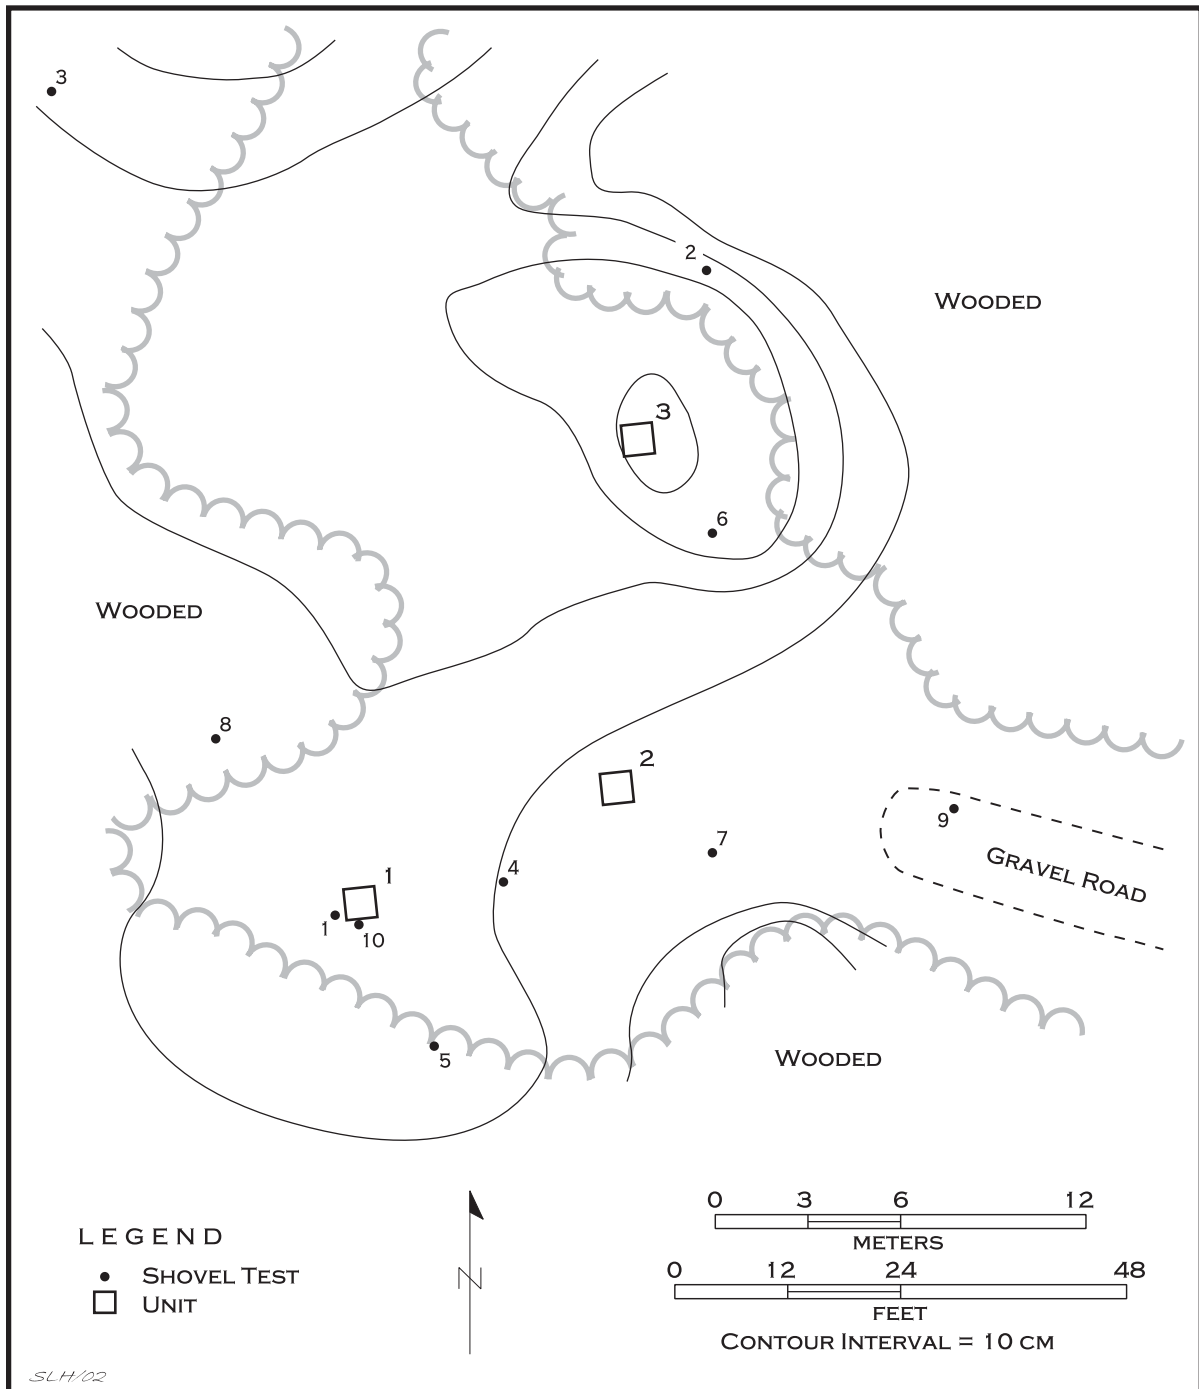 3
2
WOODED
3
6
WOODED
8
2
9
7
GRAVEL ROAD
4
1
1
10
5
WOODED
LEGEND
SHOVEL TEST
UNIT
N
0 3 6 12
METERS
0 12 24 48
FEET
CONTOUR INTERVAL = 10 CM
SLH/02